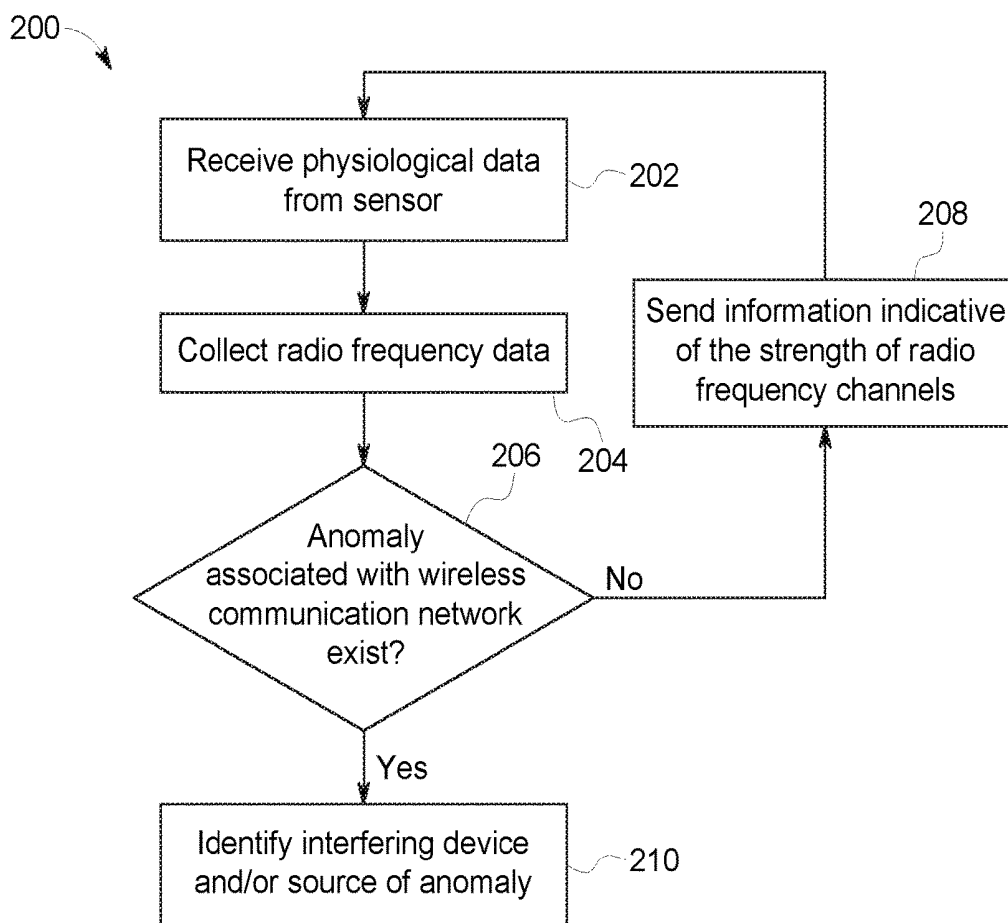 200
Receive physiological data
from sensor
202
Collect radio frequency data
204
206
Anomaly
associated with wireless
communication network
exist?
No
208
Send information indicative
of the strength of radio
frequency channels
Yes
Identify interfering device
and/or source of anomaly
210